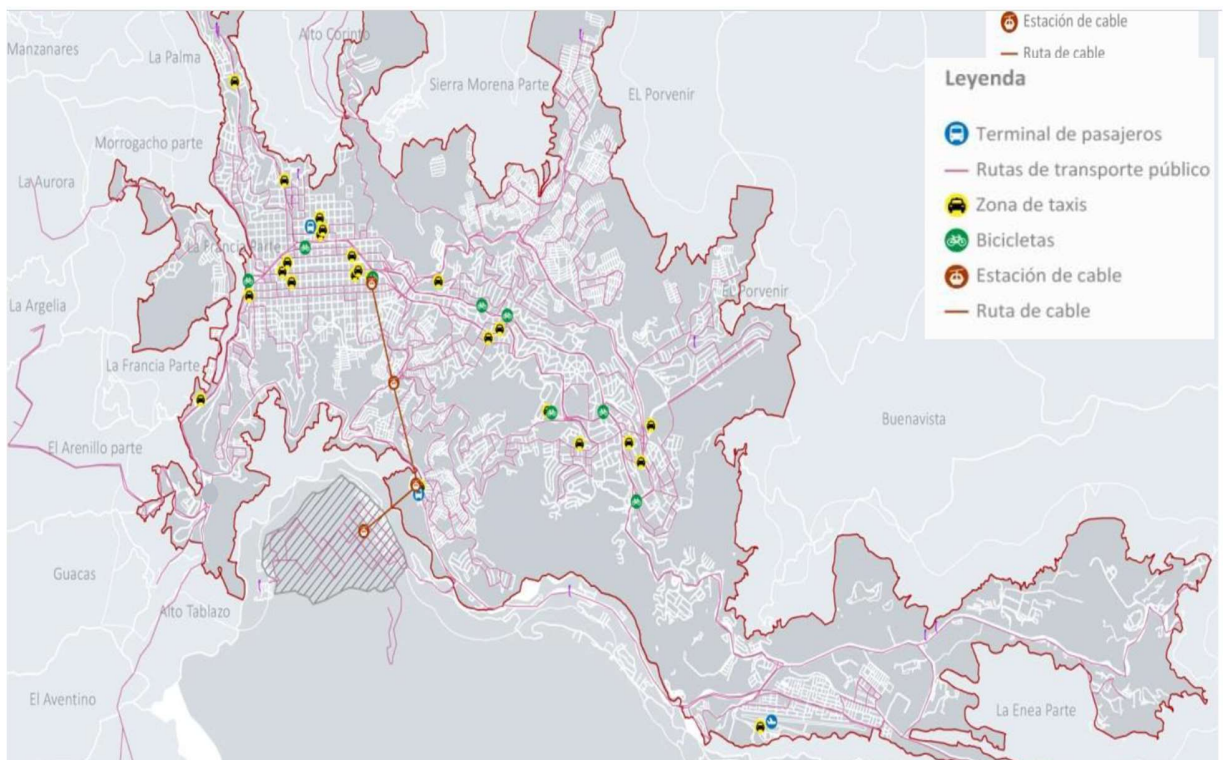 Estación de cable
Ruta de cable
Leyenda
Terminal de pasajeros
Rutas de transporte público
Zona de taxis
Bicicletas
Estación de cable
Ruta de cable
Manzanares
La Palma
Alto Corinto
Sierra Morena Parte
EL Porvenir
Morrogacho parte
La Aurora
La Francia Parte
EL Porvenir
La Argelia
La Francia Parte
Buenavista
El Arenillo parte
Guacas
Alto Tablazo
El Aventino
La Enea Parte